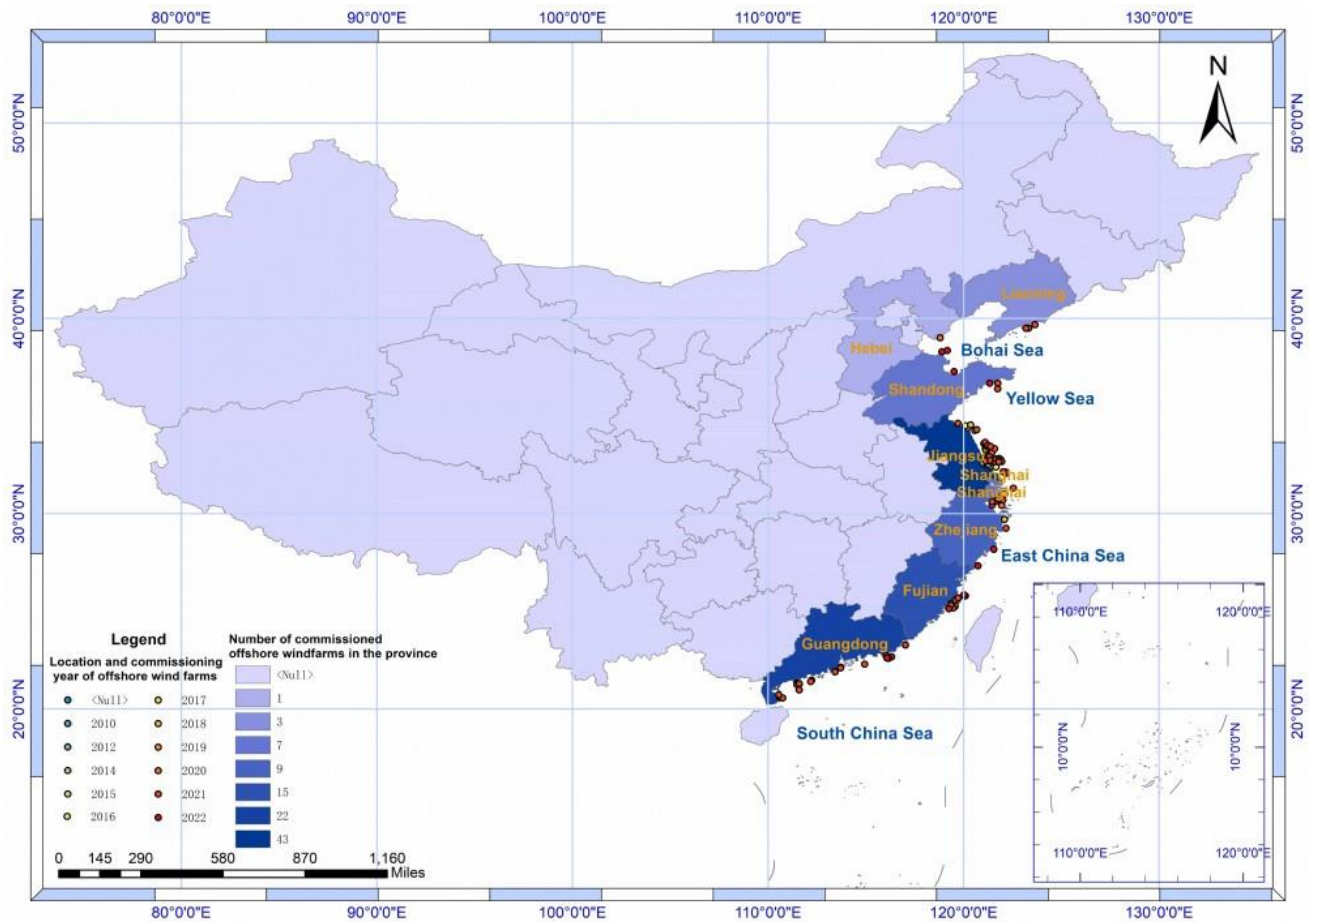 80°0'0"E 90°0'0"E 100°0'0"E 110°0'0"E 120°0'0"E 130°0'0"E
N
50°0'0"N 50°0'0"N
Liaoning
40°0'0"N 40°0'0"N
Hebei
Bohai Sea
Shandong
Yellow Sea
Jiangsu
Shanghai
Shanghai
30°0'0"N 30°0'0"N
Zhejiang
East China Sea
Fujian
Guangdong
20°0'0"N 20°0'0"N
South China Sea
Legend
Location and commissioning
year of offshore wind farms
<Null> 2017
2010 2018
2012 2019
2014 2020
2015 2021
2016 2022
Number of commissioned
offshore windfarms in the province
<Null>
1
3
7
9
15
22
43
0 145 290 580 870 1,160
Miles
110°0'0"E 120°0'0"E
10°0'0"N 10°0'0"N
110°0'0"E 120°0'0"E
80°0'0"E 90°0'0"E 100°0'0"E 110°0'0"E 120°0'0"E 130°0'0"E